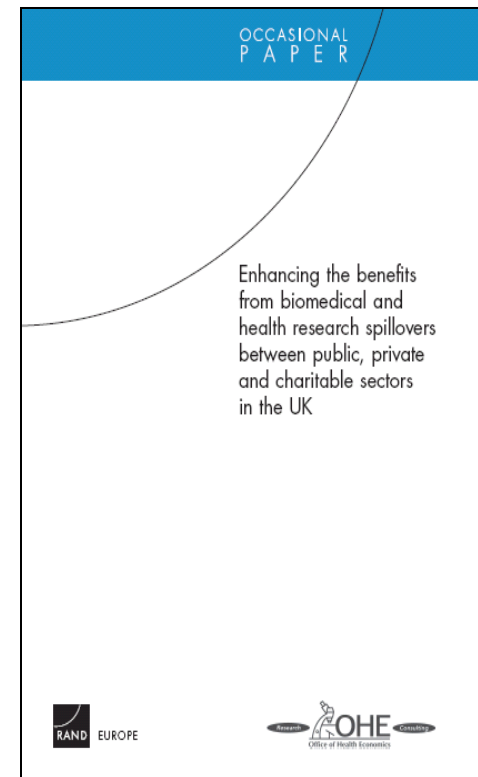 OCCASIONAL
PAPER
Enhancing the benefits
from biomedical and
health research spillovers
between public, private
and charitable sectors
in the UK
RAND EUROPE
Research OHE Consulting
Office of Health Economics